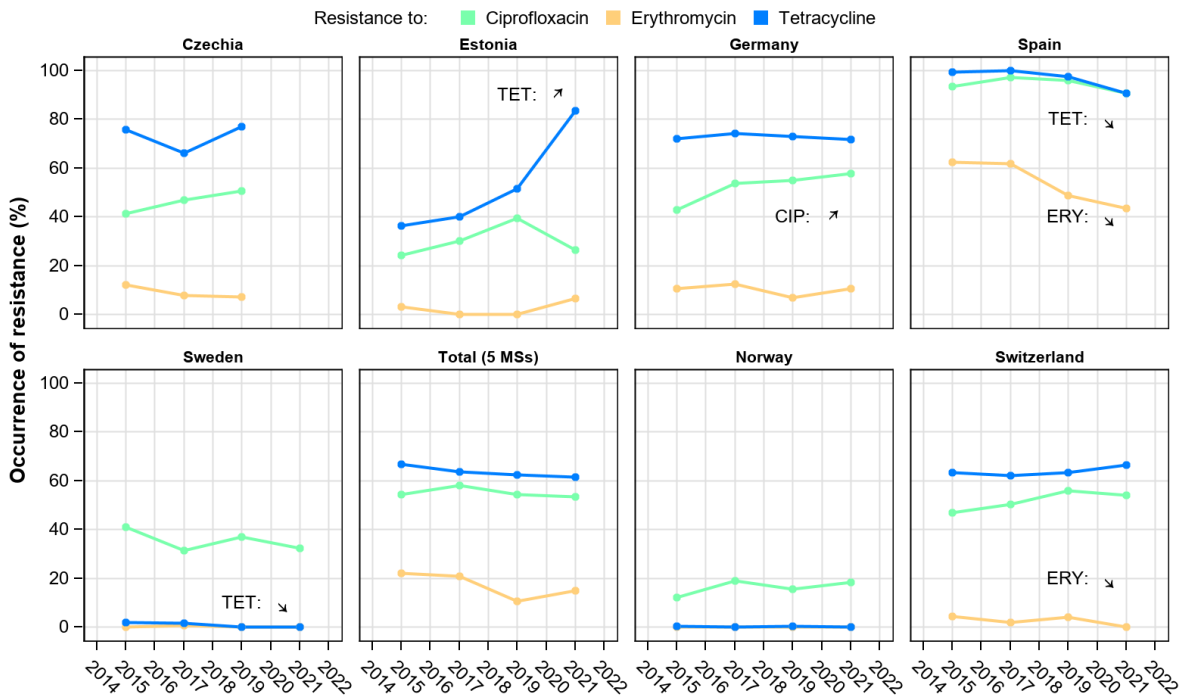 Resistance to: Ciprofloxacin Erythromycin Tetracycline
Czechia Estonia Germany Spain
Occurrence of resistance (%)
100
80
60
40
20
0
TET: ↗
CIP: ↗
TET: ↘
ERY: ↘
Sweden Total (5 MSs) Norway Switzerland
100
80
60
40
20
0
TET: ↘
ERY: ↘
2014 2015 2016 2017 2018 2019 2020 2021 2022 2014 2015 2016 2017 2018 2019 2020 2021 2022 2014 2015 2016 2017 2018 2019 2020 2021 2022 2014 2015 2016 2017 2018 2019 2020 2021 2022